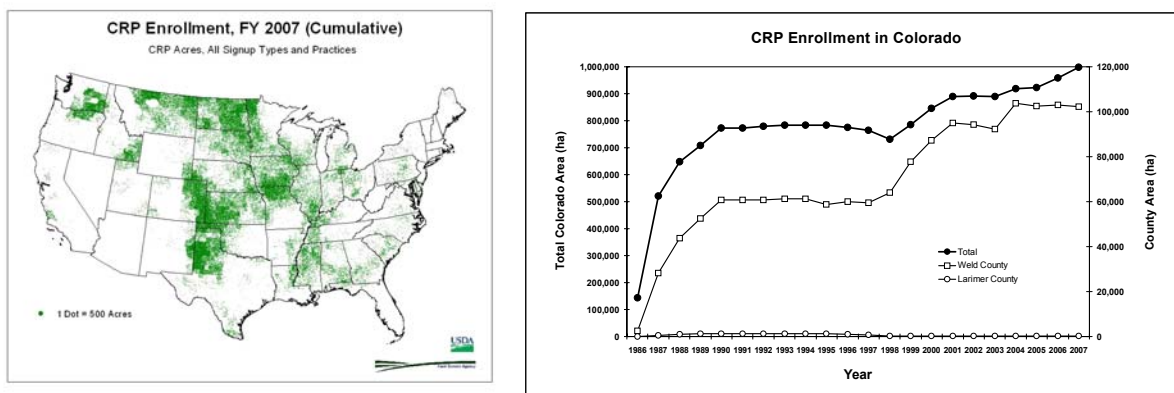 CRP Enrollment, FY 2007 (Cumulative)
CRP Acres, All Signup Types and Practices
1 Dot = 500 Acres
USDA
Farm Service Agency
CRP Enrollment in Colorado
1,000,000
900,000
800,000
700,000
600,000
500,000
400,000
300,000
200,000
100,000
0
Total Colorado Area (ha)
120,000
100,000
80,000
60,000
40,000
20,000
0
County Area (ha)
Total
Weld County
Larimer County
1986 1987 1988 1989 1990 1991 1992 1993 1994 1995 1996 1997 1998 1999 2000 2001 2002 2003 2004 2005 2006 2007
Year